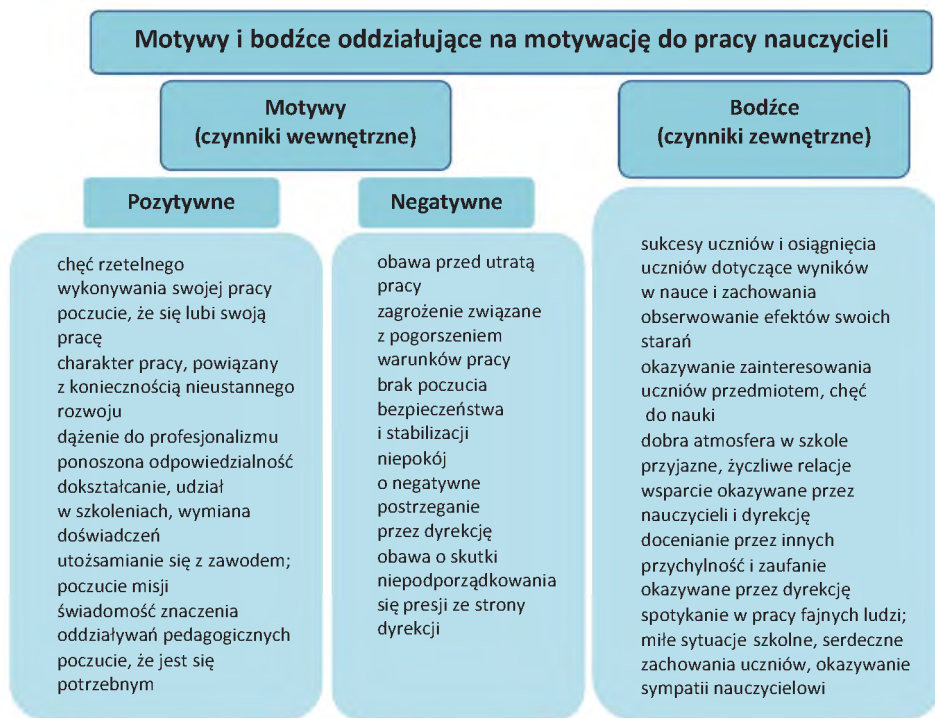 Motywy i bodźce oddziałujące na motywację do pracy nauczycieli
Motywy
(czynniki wewnętrzne)
Pozytywne
chęć rzetelnego
wykonywania swojej pracy
poczucie, że się lubi swoją
pracę
charakter pracy, powiązany
z koniecznością nieustannego
rozwoju
dążenie do profesjonalizmu
ponoszona odpowiedzialność
dokształcanie, udział
w szkoleniach, wymiana
doświadczeń
utożsamianie się z zawodem;
poczucie misji
świadomość znaczenia
oddziaływań pedagogicznych
poczucie, że jest się
potrzebnym
Negatywne
obawa przed utratą
pracy
zagrożenie związane
z pogorszeniem
warunków pracy
brak poczucia
bezpieczeństwa
i stabilizacji
niepokój
o negatywne
postrzeganie
przez dyrekcję
obawa o skutki
niepodporządkowania
się presji ze strony
dyrekcji
Bodźce
(czynniki zewnętrzne)
sukcesy uczniów i osiągnięcia
uczniów dotyczące wyników
w nauce i zachowania
obserwowanie efektów swoich
starań
okazywanie zainteresowania
uczniów przedmiotem, chęć
do nauki
dobra atmosfera w szkole
przyjazne, życzliwe relacje
wsparcie okazywane przez
nauczycieli i dyrekcję
docenianie przez innych
przychylność i zaufanie
okazywane przez dyrekcję
spotykanie w pracy fajnych ludzi;
miłe sytuacje szkolne, serdeczne
zachowania uczniów, okazywanie
sympatii nauczycielowi